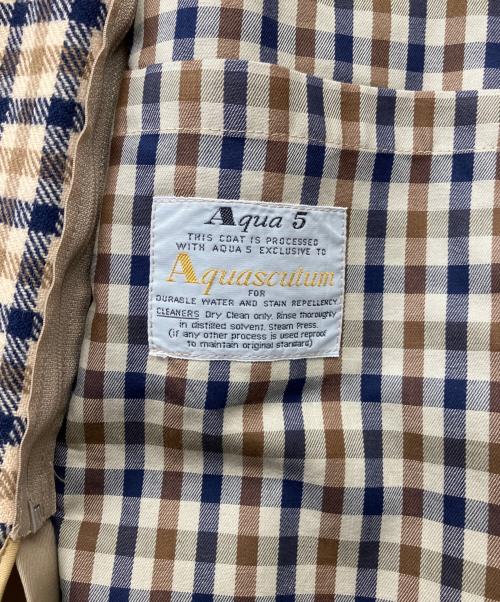 Aqua 5
THIS COAT IS PROCESSED
WITH AQUA 5 EXCLUSIVE TO
Aquascutum
FOR
DURABLE WATER AND STAIN REPELLENCY.
CLEANERS Dry Clean only. Rinse thoroughly
in distilled solvent. Steam Press.
(if any other process is used reproof
to maintain original standard)